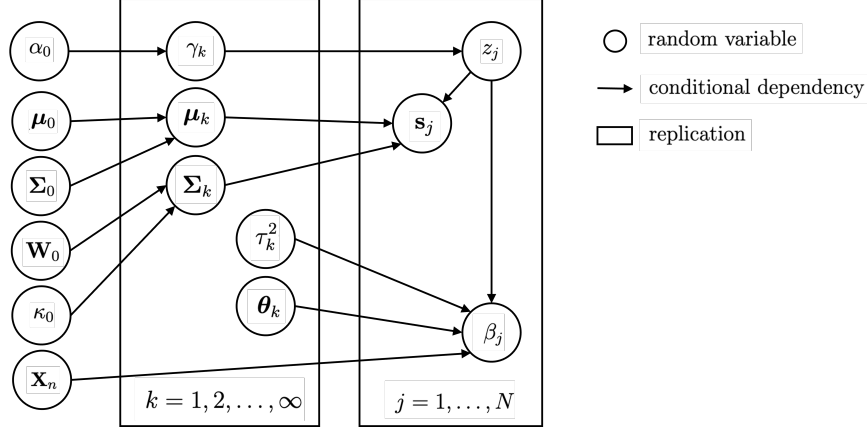 α₀
γₖ
zⱼ
random variable
conditional dependency
replication
μ₀
μₖ
sⱼ
Σ₀
Σₖ
W₀
τ²ₖ
κ₀
θₖ
βⱼ
Xₙ
k = 1, 2, . . . , ∞
j = 1, . . . , N